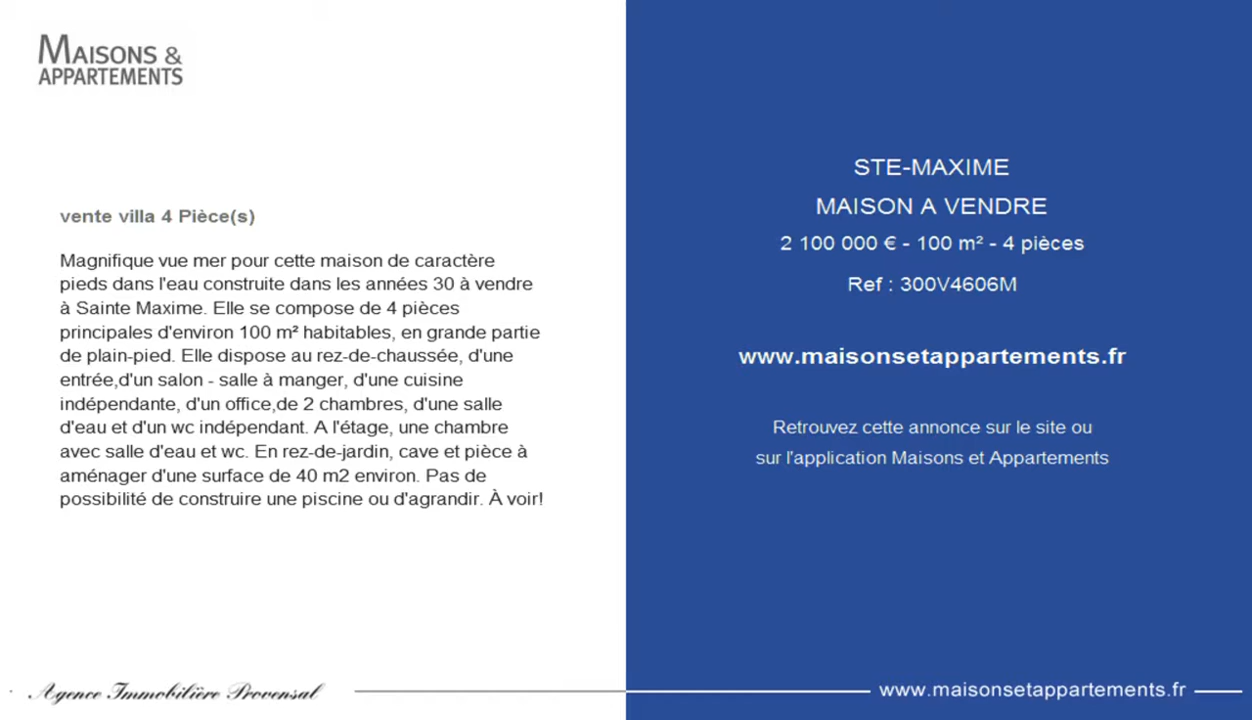 MAISONS &
APPARTEMENTS
vente villa 4 Pièce(s)
Magnifique vue mer pour cette maison de caractère
pieds dans l'eau construite dans les années 30 à vendre
à Sainte Maxime. Elle se compose de 4 pièces
principales d'environ 100 m² habitables, en grande partie
de plain-pied. Elle dispose au rez-de-chaussée, d'une
entrée,d'un salon - salle à manger, d'une cuisine
indépendante, d'un office,de 2 chambres, d'une salle
d'eau et d'un wc indépendant. A l'étage, une chambre
avec salle d'eau et wc. En rez-de-jardin, cave et pièce à
aménager d'une surface de 40 m2 environ. Pas de
possibilité de construire une piscine ou d'agrandir. À voir!
Agence Immobilière Provensal
STE-MAXIME
MAISON A VENDRE
2 100 000 € - 100 m² - 4 pièces
Ref : 300V4606M
www.maisonsetappartements.fr
Retrouvez cette annonce sur le site ou
sur l'application Maisons et Appartements
www.maisonsetappartements.fr